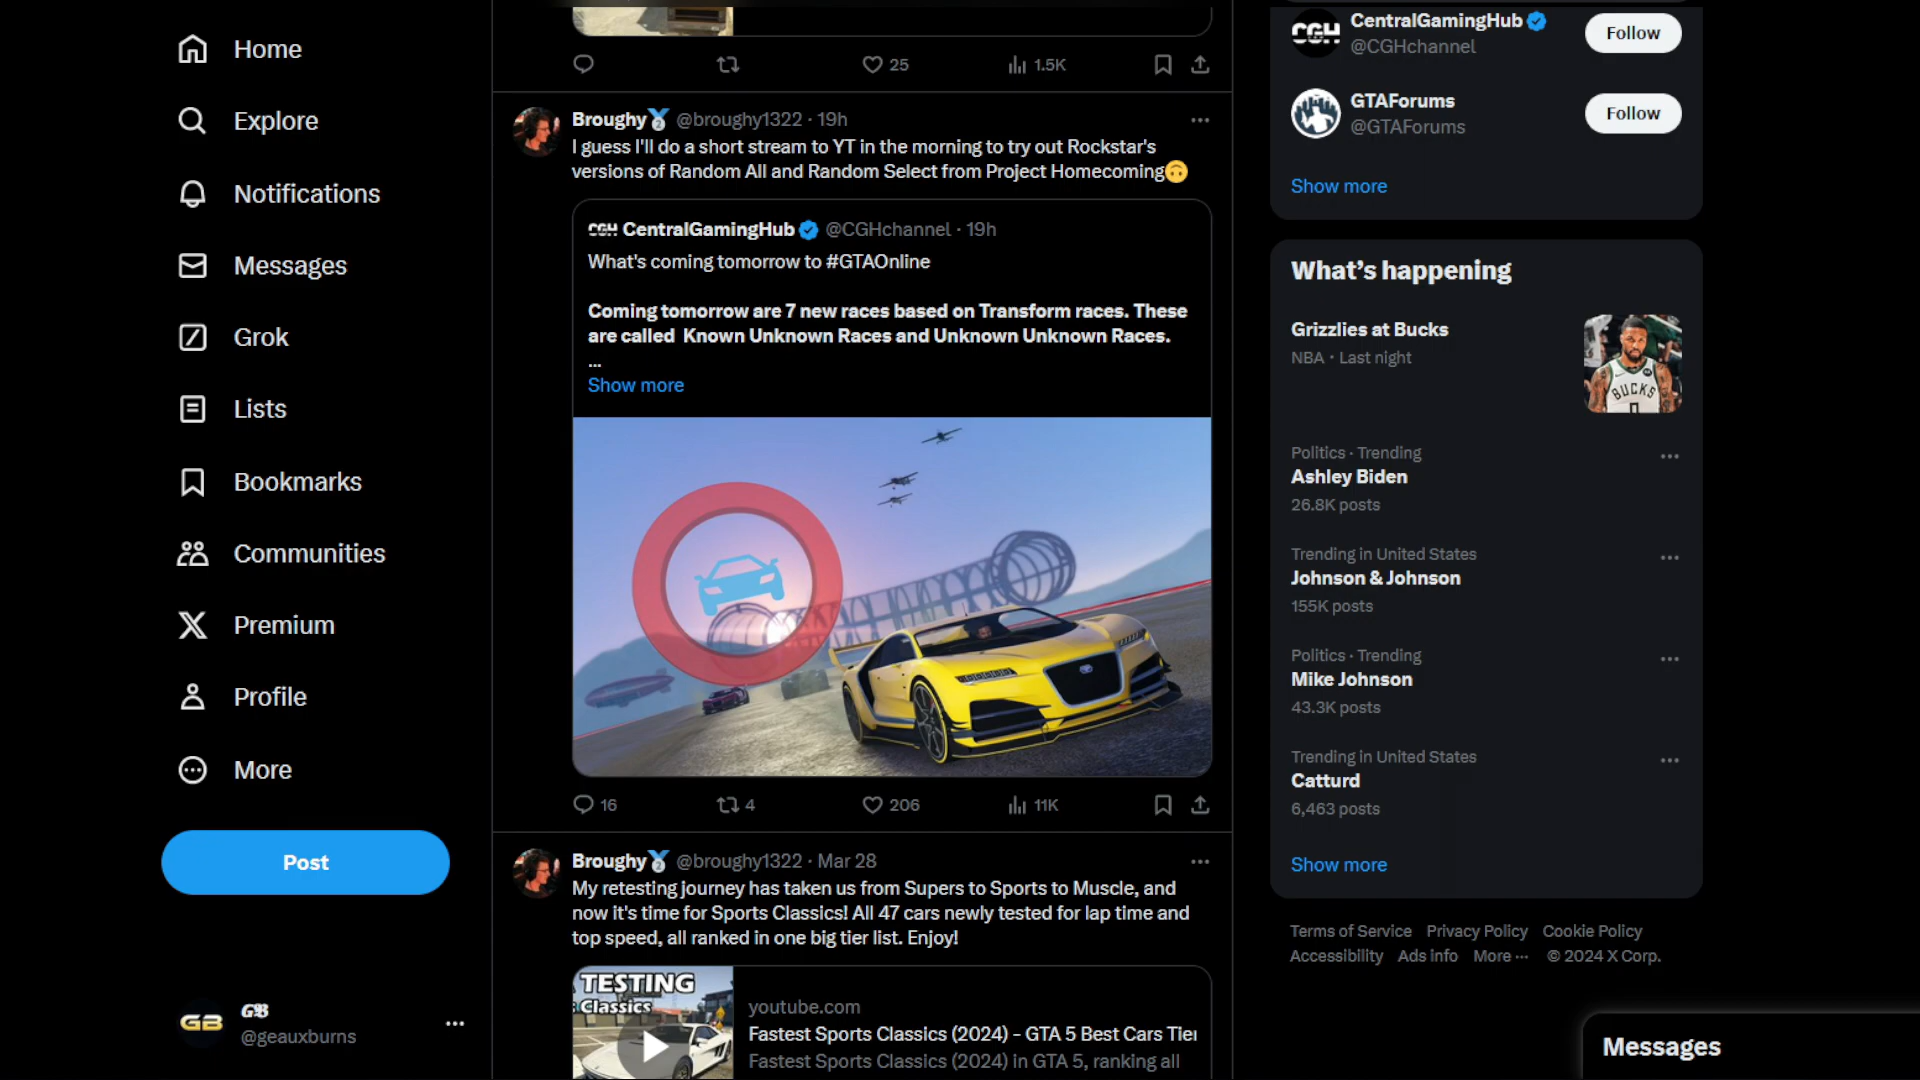 Home
Explore
Notifications
Messages
Grok
Lists
Bookmarks
Communities
Premium
Profile
More
Post
GB
GB
@geauxburns
25
1.5K
Broughy @broughy1322 · 19h
I guess I'll do a short stream to YT in the morning to try out Rockstar's
versions of Random All and Random Select from Project Homecoming🙃
CGH CentralGamingHub @CGHchannel · 19h
What's coming tomorrow to #GTAOnline
Coming tomorrow are 7 new races based on Transform races. These
are called  Known Unknown Races and Unknown Unknown Races.
...
Show more
16
4
206
11K
Broughy @broughy1322 · Mar 28
My retesting journey has taken us from Supers to Sports to Muscle, and
now it's time for Sports Classics! All 47 cars newly tested for lap time and
top speed, all ranked in one big tier list. Enjoy!
TESTING
Classics
youtube.com
Fastest Sports Classics (2024) - GTA 5 Best Cars Tier
Fastest Sports Classics (2024) in GTA 5, ranking all
CGH
CentralGamingHub
@CGHchannel
Follow
GTAForums
@GTAForums
Follow
Show more
What's happening
Grizzlies at Bucks
NBA · Last night
BUCKS
0
Politics · Trending
Ashley Biden
26.8K posts
Trending in United States
Johnson & Johnson
155K posts
Politics · Trending
Mike Johnson
43.3K posts
Trending in United States
Catturd
6,463 posts
Show more
Terms of Service Privacy Policy Cookie Policy
Accessibility Ads info More ··· © 2024 X Corp.
Messages